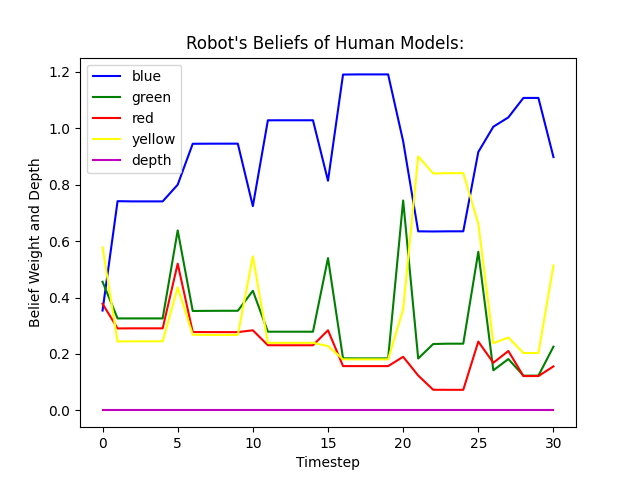 Robot's Beliefs of Human Models:
blue
green
red
yellow
depth
Belief Weight and Depth
1.2
1.0
0.8
0.6
0.4
0.2
0.0
0 5 10 15 20 25 30
Timestep